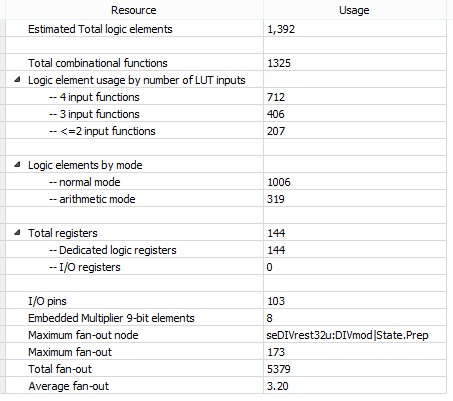 Resource Usage
Estimated Total logic elements 1,392
Total combinational functions 1325
Logic element usage by number of LUT inputs
-- 4 input functions 712
-- 3 input functions 406
-- <=2 input functions 207
Logic elements by mode
-- normal mode 1006
-- arithmetic mode 319
Total registers 144
-- Dedicated logic registers 144
-- I/O registers 0
I/O pins 103
Embedded Multiplier 9-bit elements 8
Maximum fan-out node seDIVrest32u:DIVmod|State.Prep
Maximum fan-out 173
Total fan-out 5379
Average fan-out 3.20